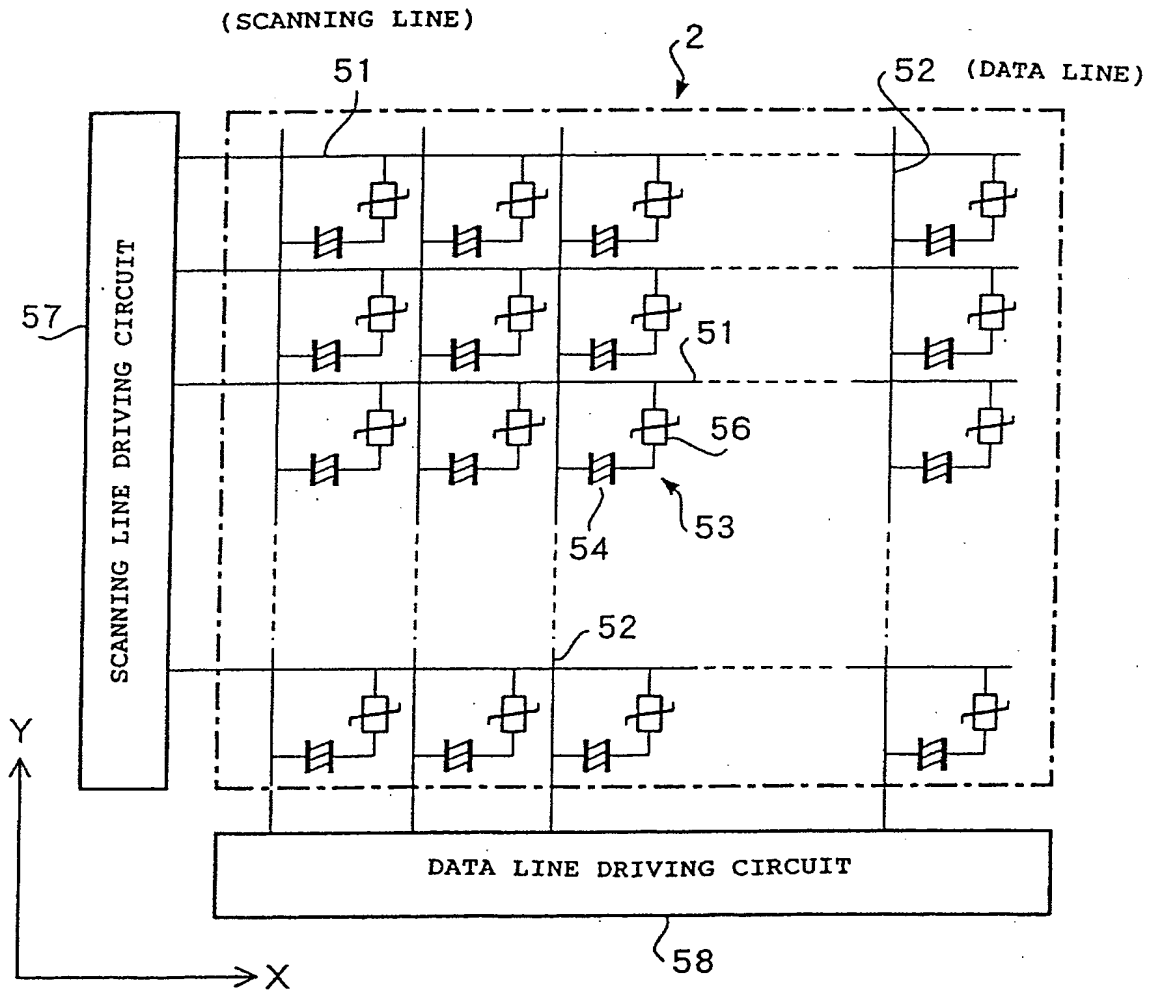 (SCANNING LINE)
2
51
52 (DATA LINE)
57
SCANNING LINE DRIVING CIRCUIT
51
56
54
53
52
Y
DATA LINE DRIVING CIRCUIT
X
58